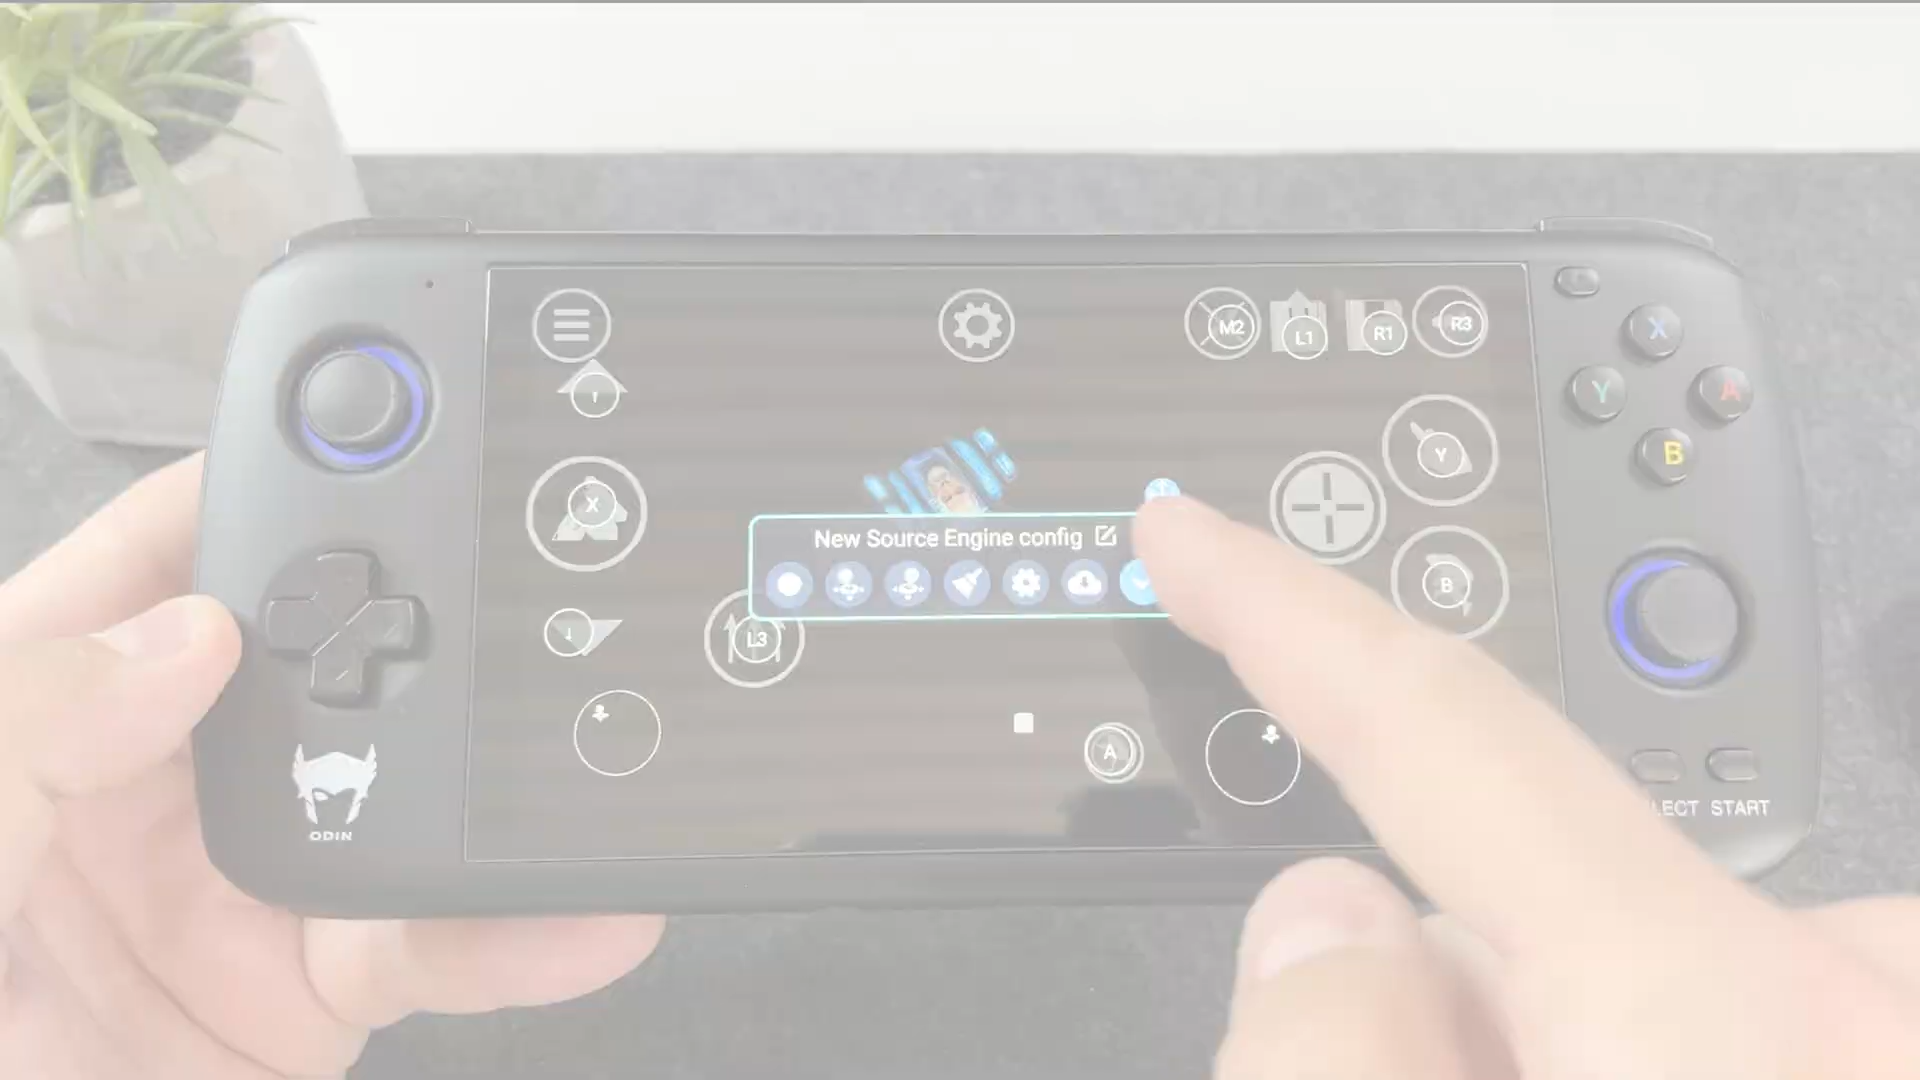 M2
L1
R1
R3
X
Y
A
B
X
Y
New Source Engine config
B
L3
A
ODIN
LECT START